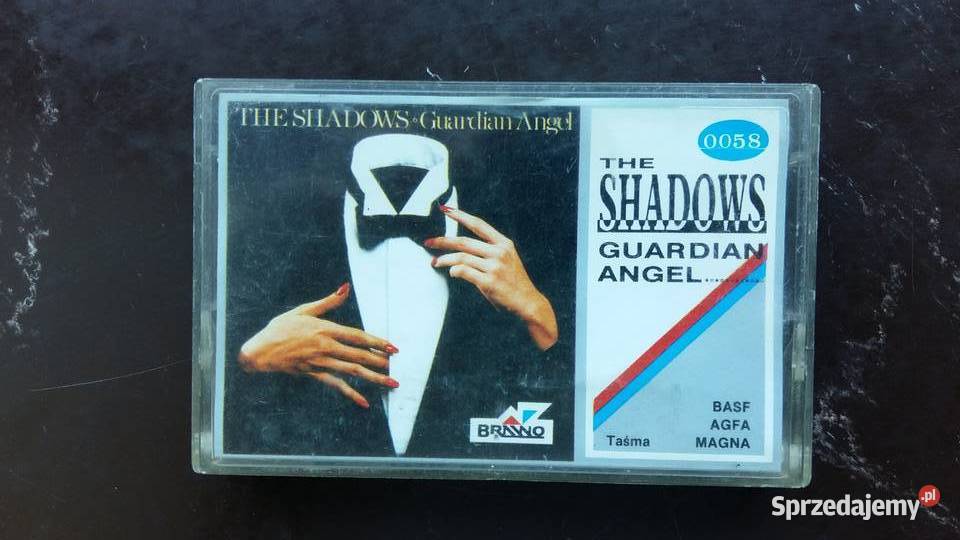 THE SHADOWS • Guardian Angel
BRAWO
0058
THE
SHADOWS
GUARDIAN
ANGEL
Taśma
BASF
AGFA
MAGNA
Sprzedajemy.pl